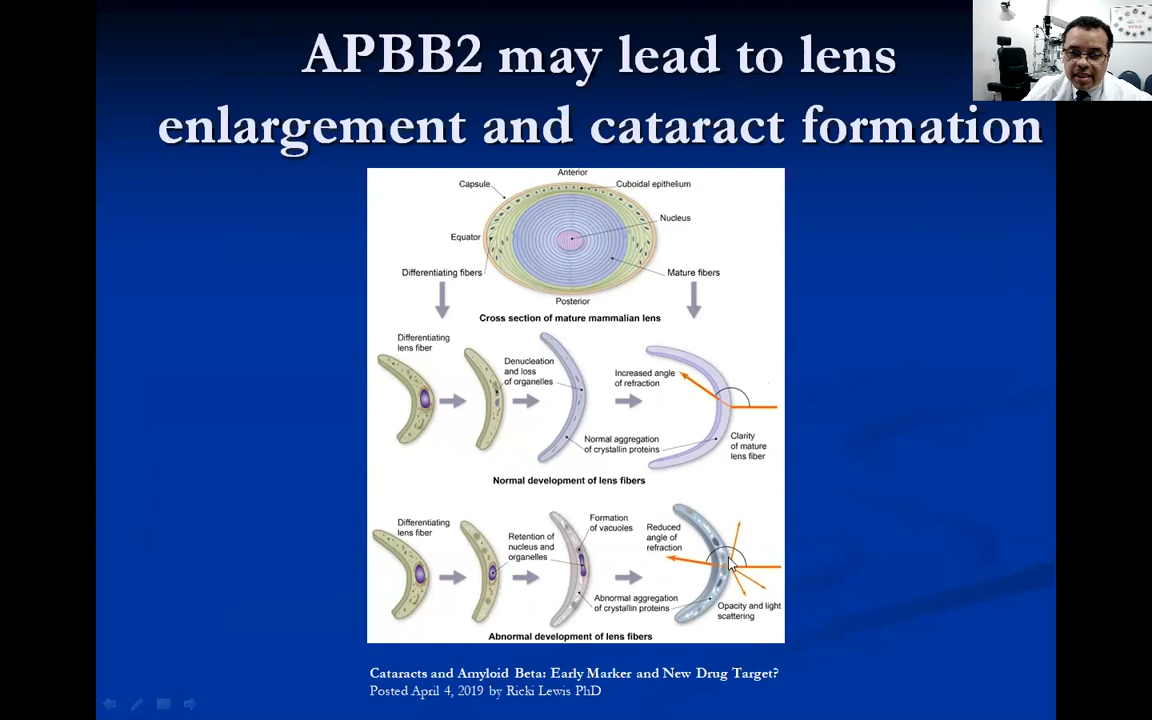 APBB2 may lead to lens
enlargement and cataract formation
Anterior
Capsule
Cuboidal epithelium
Nucleus
Equator
Differentiating fibers
Mature fibers
Posterior
Cross section of mature mammalian lens
Differentiating
lens fiber
Denucleation
and loss
of organelles
Increased angle
of refraction
Normal aggregation
of crystallin proteins
Clarity
of mature
lens fiber
Normal development of lens fibers
Differentiating
lens fiber
Retention of
nucleus and
organelles
Formation
of vacuoles
Reduced
angle of
refraction
Abnormal aggregation
of crystallin proteins
Opacity and light
scattering
Abnormal development of lens fibers
Cataracts and Amyloid Beta: Early Marker and New Drug Target?
Posted April 4, 2019 by Ricki Lewis PhD